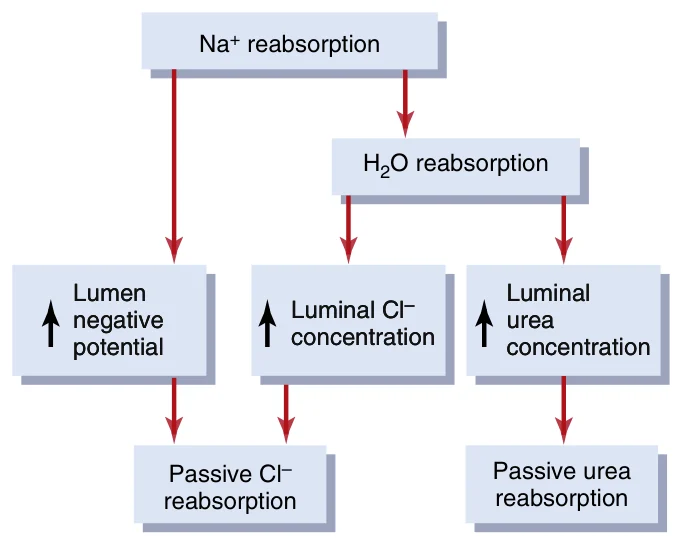 Na⁺ reabsorption
H₂O reabsorption
Lumen
negative
potential
Luminal Cl⁻
concentration
Luminal
urea
concentration
Passive Cl⁻
reabsorption
Passive urea
reabsorption